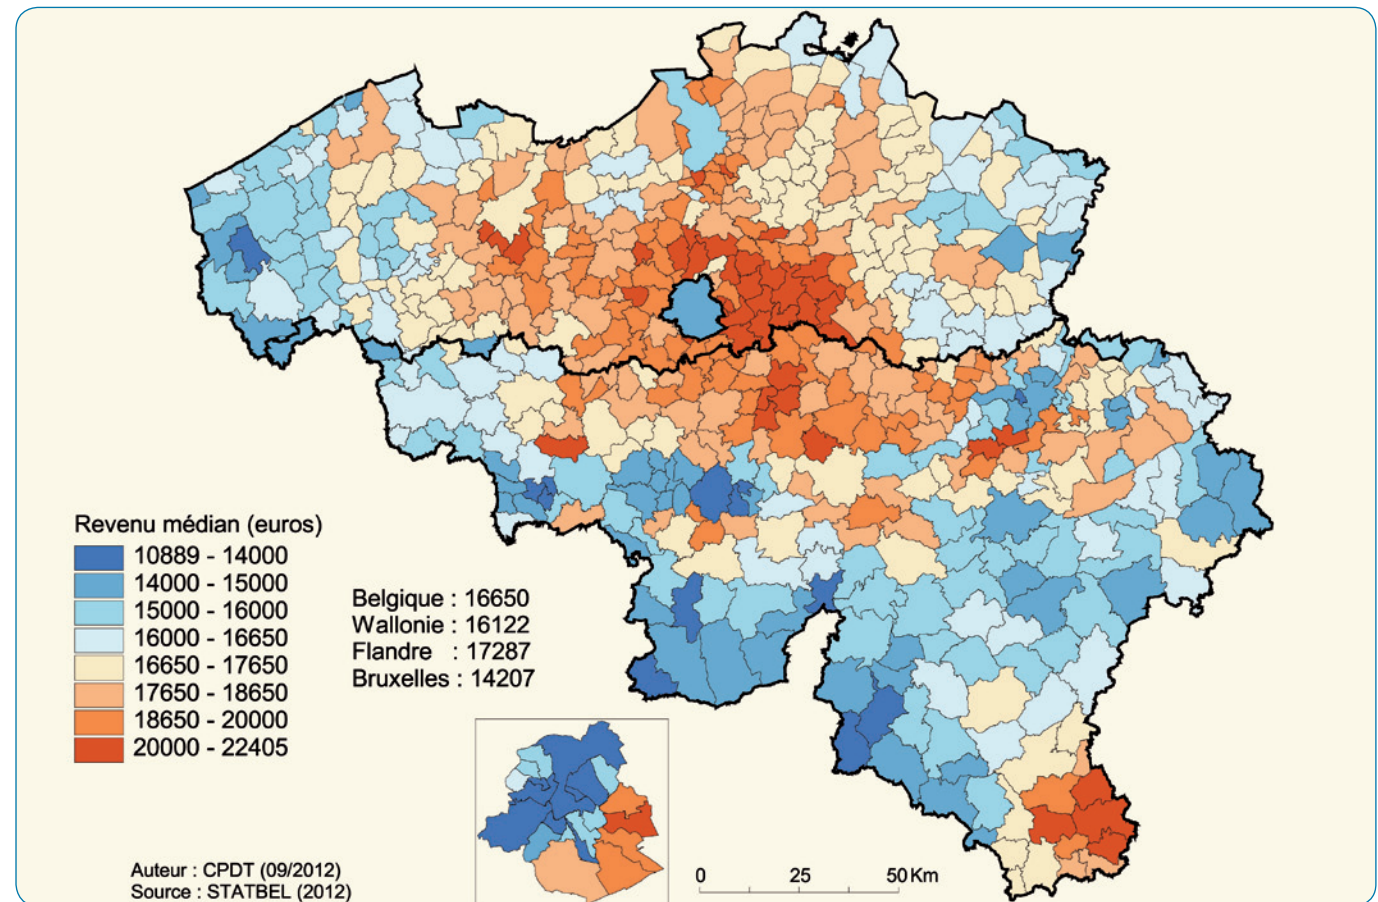 Revenu médian (euros)
10889 - 14000
14000 - 15000
15000 - 16000
16000 - 16650
16650 - 17650
17650 - 18650
18650 - 20000
20000 - 22405
Belgique : 16650
Wallonie : 16122
Flandre : 17287
Bruxelles : 14207
Auteur : CPDT (09/2012)
Source : STATBEL (2012)
0 25 50 Km